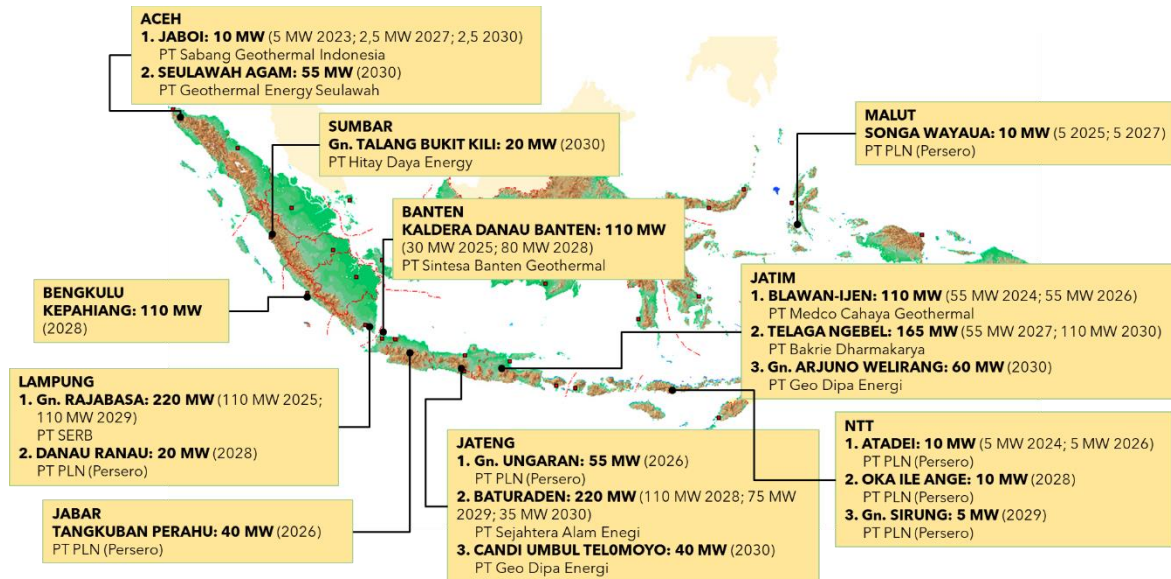 ACEH
1. JABOI: 10 MW (5 MW 2023; 2,5 MW 2027; 2,5 2030)
PT Sabang Geothermal Indonesia
2. SEULAWAH AGAM: 55 MW (2030)
PT Geothermal Energy Seulawah
SUMBAR
Gn. TALANG BUKIT KILI: 20 MW (2030)
PT Hitay Daya Energy
MALUT
SONGA WAYAUA: 10 MW (5 2025; 5 2027)
PT PLN (Persero)
BANTEN
KALDERA DANAU BANTEN: 110 MW
(30 MW 2025; 80 MW 2028)
PT Sintesa Banten Geothermal
BENGKULU
KEPAHIANG: 110 MW
(2028)
JATIM
1. BLAWAN-IJEN: 110 MW (55 MW 2024; 55 MW 2026)
PT Medco Cahaya Geothermal
2. TELAGA NGEBEL: 165 MW (55 MW 2027; 110 MW 2030)
PT Bakrie Dharmakarya
3. Gn. ARJUNO WELIRANG: 60 MW (2030)
PT Geo Dipa Energi
LAMPUNG
1. Gn. RAJABASA: 220 MW (110 MW 2025;
110 MW 2029)
PT SERB
2. DANAU RANAU: 20 MW (2028)
PT PLN (Persero)
JATENG
1. Gn. UNGARAN: 55 MW (2026)
PT PLN (Persero)
2. BATURADEN: 220 MW (110 MW 2028; 75 MW
2029; 35 MW 2030)
PT Sejahtera Alam Enegi
3. CANDI UMBUL TEL0MOYO: 40 MW (2030)
PT Geo Dipa Energi
NTT
1. ATADEI: 10 MW (5 MW 2024; 5 MW 2026)
PT PLN (Persero)
2. OKA ILE ANGE: 10 MW (2028)
PT PLN (Persero)
3. Gn. SIRUNG: 5 MW (2029)
PT PLN (Persero)
JABAR
TANGKUBAN PERAHU: 40 MW (2026)
PT PLN (Persero)